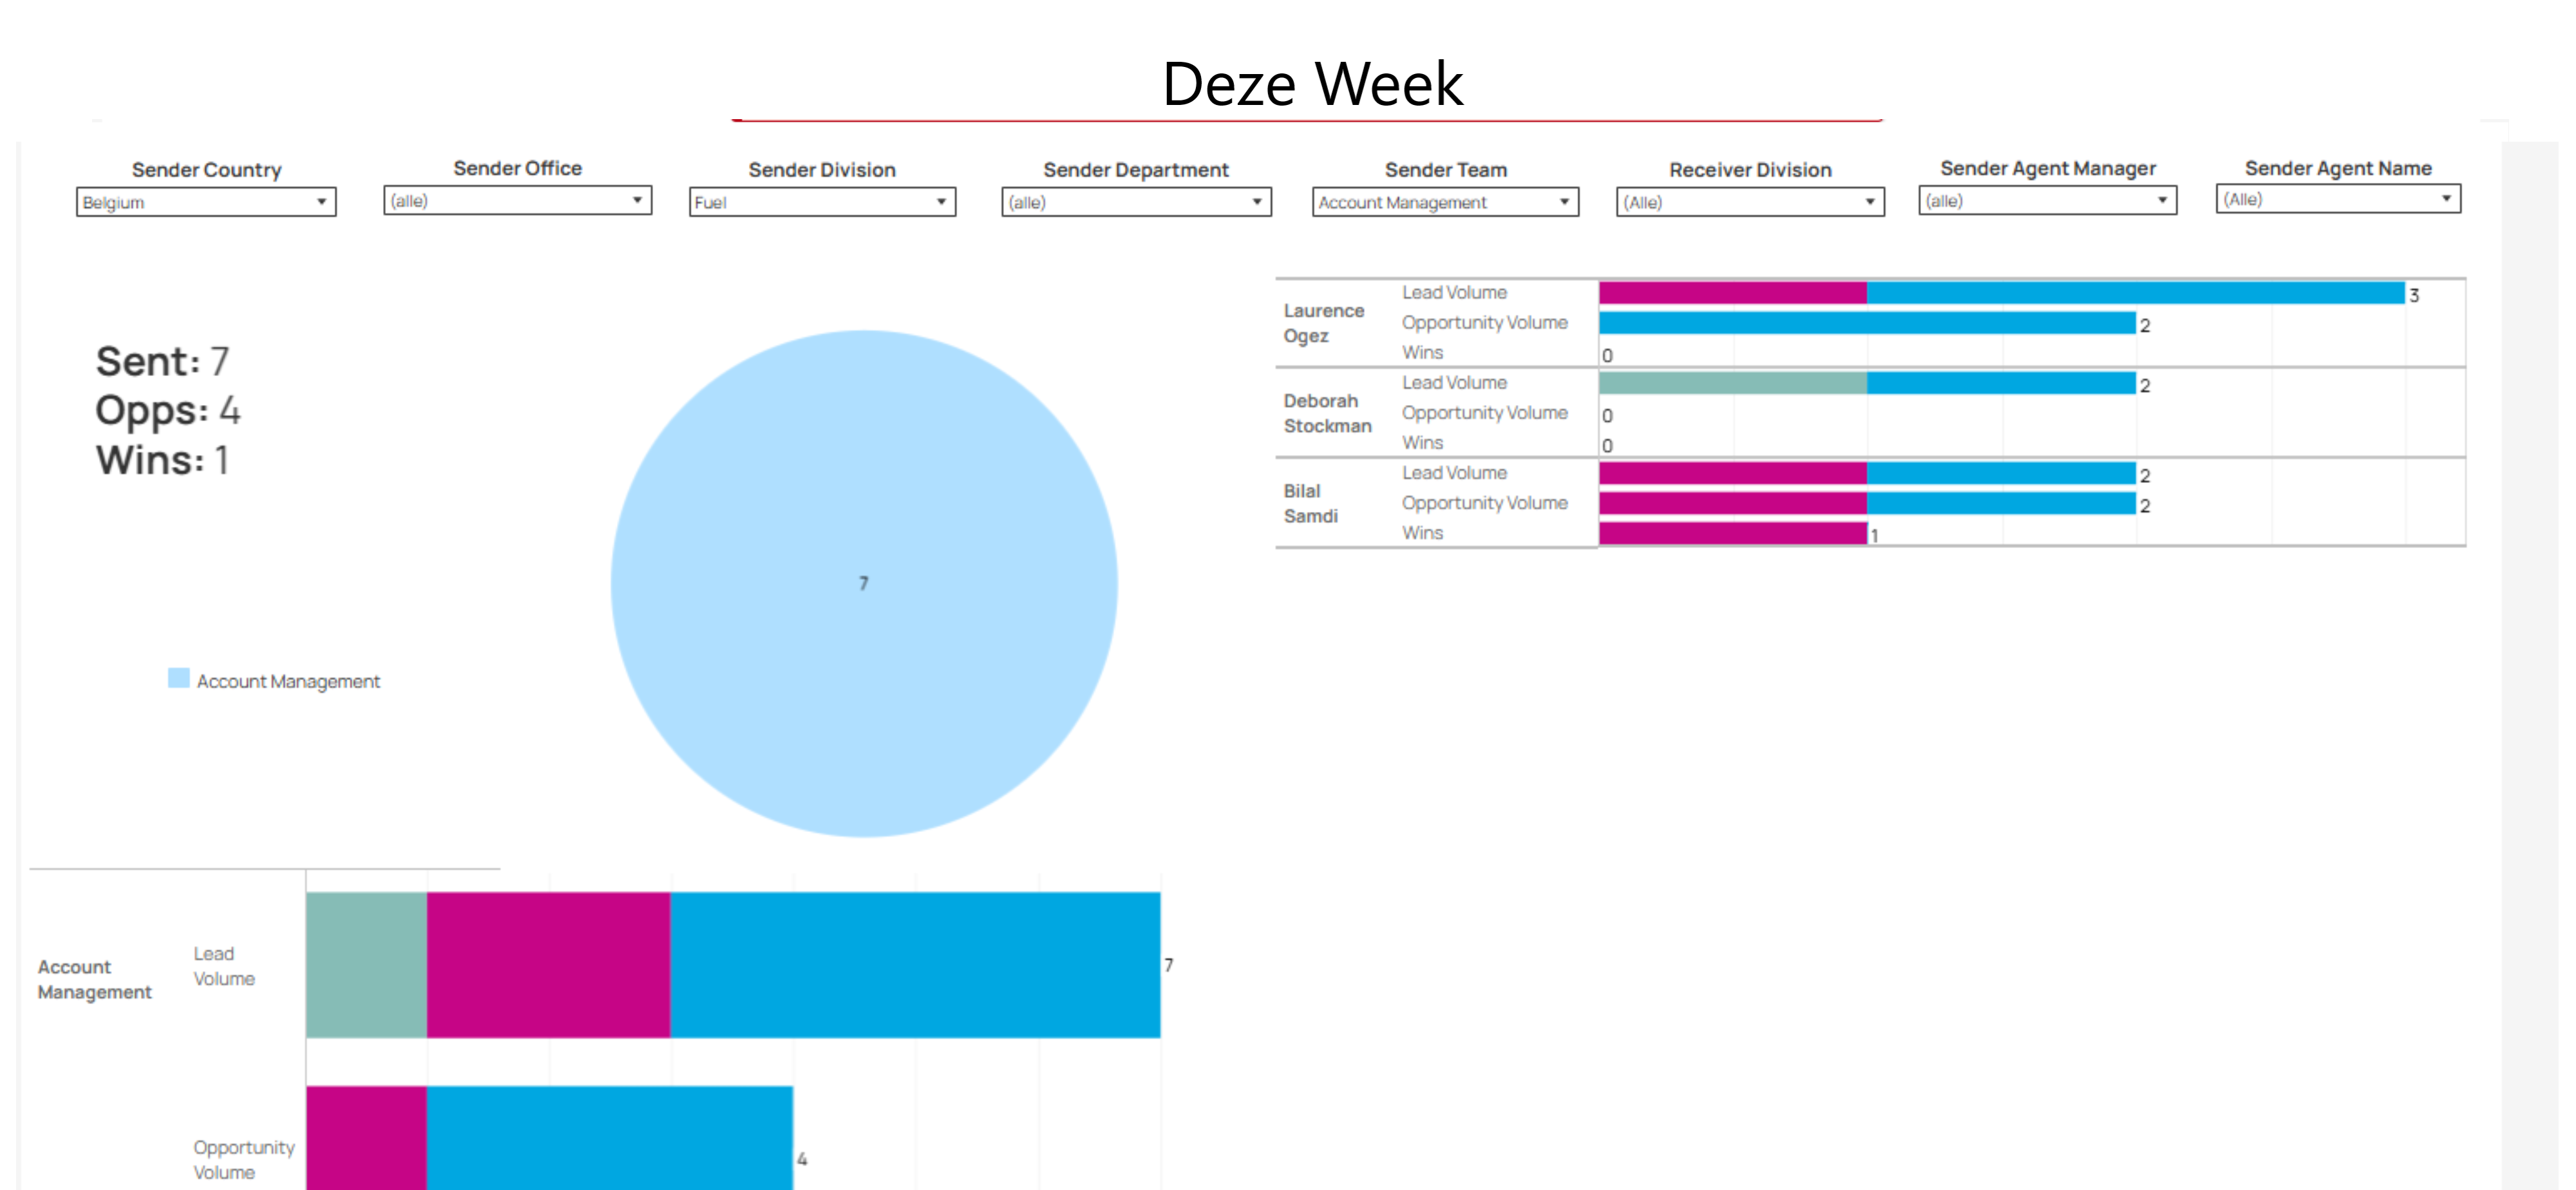 Deze Week
Sender Country
Sender Office
Sender Division
Sender Department
Sender Team
Receiver Division
Sender Agent Manager
Sender Agent Name
Belgium
(alle)
Fuel
(alle)
Account Management
(Alle)
(alle)
(Alle)
Sent: 7
Opps: 4
Wins: 1
7
Account Management
Laurence
Ogez
Lead Volume
3
Opportunity Volume
2
Wins
0
Deborah
Stockman
Lead Volume
2
Opportunity Volume
0
Wins
0
Bilal
Samdi
Lead Volume
2
Opportunity Volume
2
Wins
1
Account
Management
Lead
Volume
7
Opportunity
Volume
4